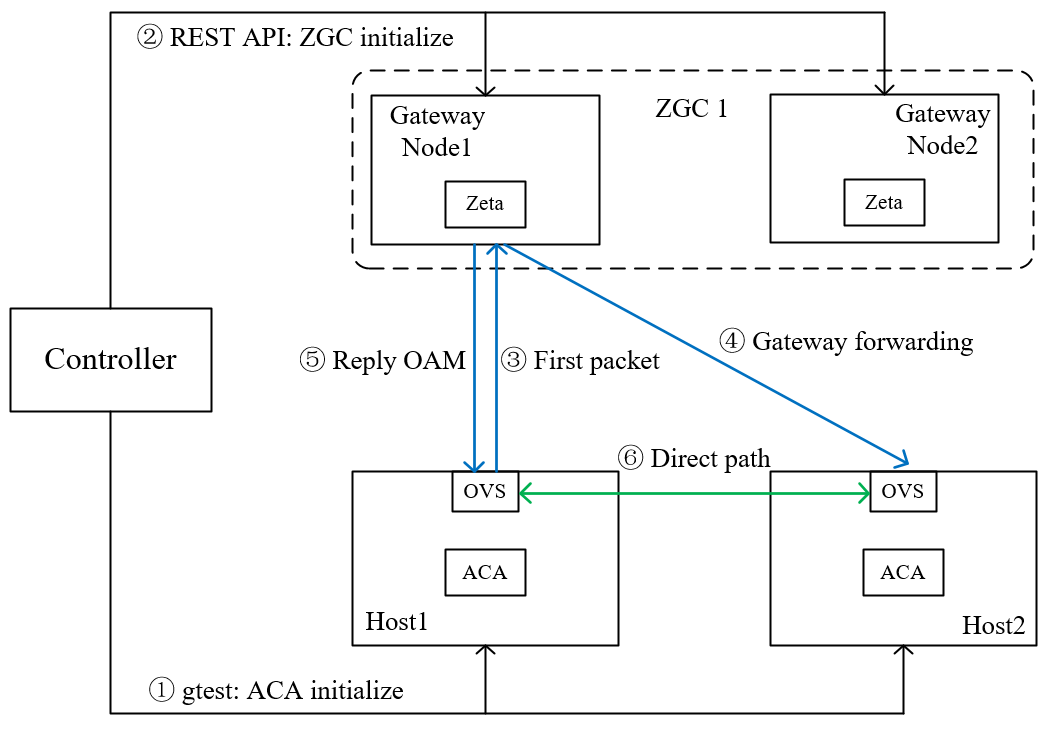 ② REST API: ZGC initialize
ZGC 1
Gateway
Node1
Zeta
Gateway
Node2
Zeta
Controller
④ Gateway forwarding
⑤ Reply OAM
③ First packet
⑥ Direct path
OVS
OVS
ACA
ACA
Host1
Host2
① gtest: ACA initialize